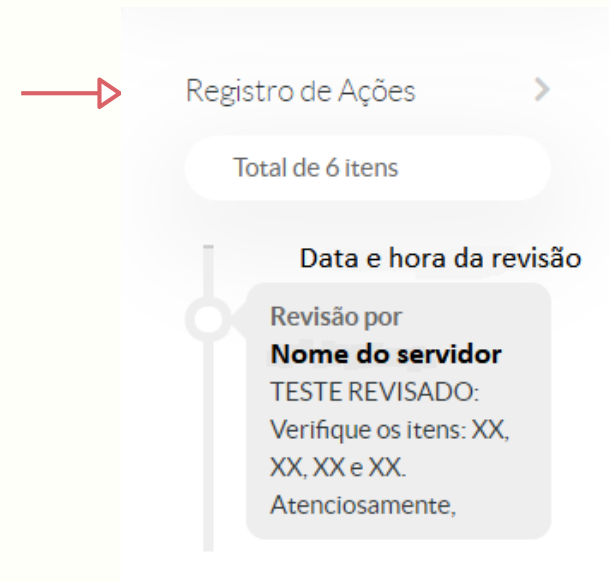 Registro de Ações
Total de 6 itens
Data e hora da revisão
Revisão por
Nome do servidor
TESTE REVISADO:
Verifique os itens: XX,
XX, XX e XX.
Atenciosamente,